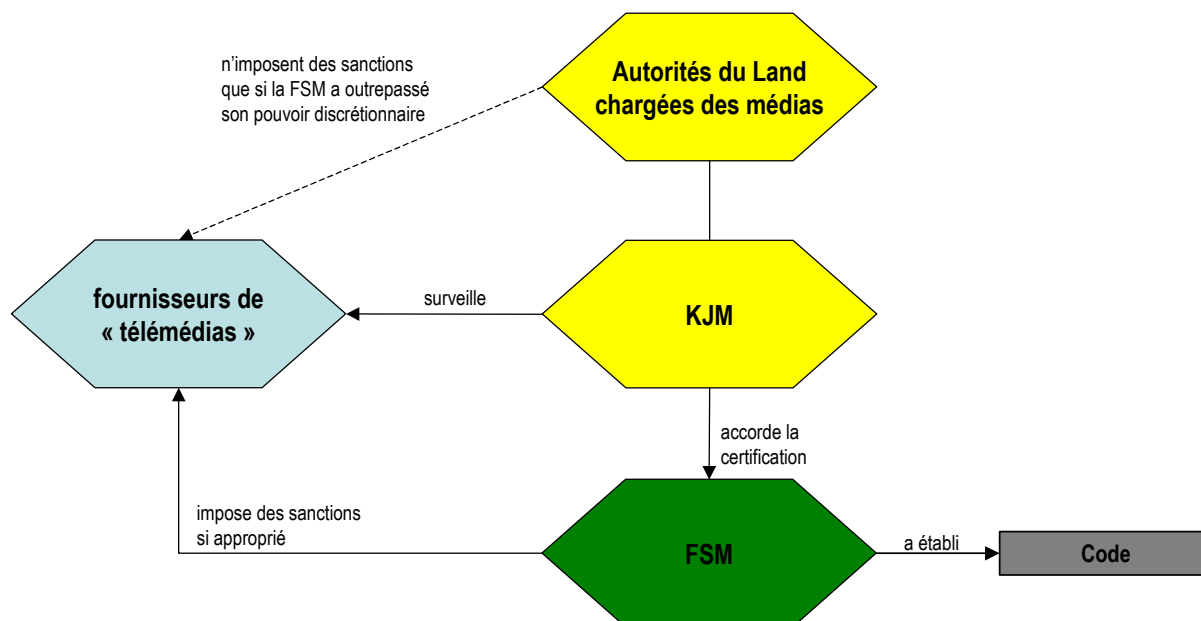 n’imposent des sanctions
que si la FSM a outrepassé
son pouvoir discrétionnaire
Autorités du Land
chargées des médias
fournisseurs de
« télémédias »
surveille
KJM
accorde la
certification
impose des sanctions
si approprié
FSM
a établi
Code